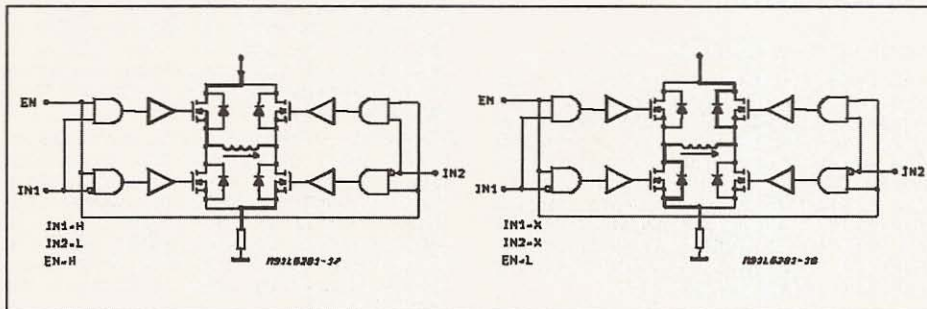 EN
IN1
IN2
IN1=H
IN2=L
EN=H
EN
IN1
IN2
IN1=X
IN2=X
EN=L